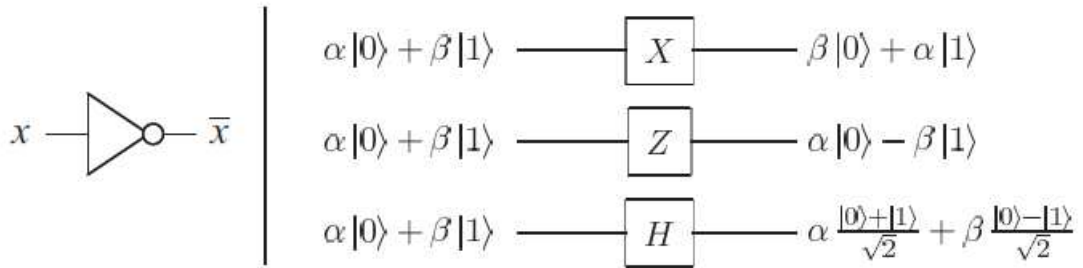 x x̅
α|0⟩ + β|1⟩ X β|0⟩ + α|1⟩
α|0⟩ + β|1⟩ Z α|0⟩ − β|1⟩
α|0⟩ + β|1⟩ H α (|0⟩+|1⟩)/√2 + β (|0⟩−|1⟩)/√2